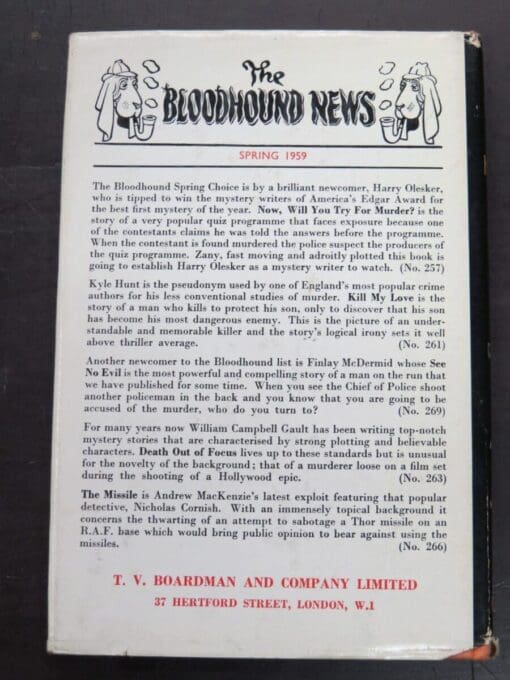 The
BLOODHOUND NEWS
SPRING 1959
The Bloodhound Spring Choice is by a brilliant newcomer, Harry Olesker,
who is tipped to win the mystery writers of America's Edgar Award for
the best first mystery of the year. Now, Will You Try For Murder? is the
story of a very popular quiz programme that faces exposure because one
of the contestants claims he was told the answers before the programme.
When the contestant is found murdered the police suspect the producers of
the quiz programme. Zany, fast moving and adroitly plotted this book is
going to establish Harry Olesker as a mystery writer to watch. (No. 257)
Kyle Hunt is the pseudonym used by one of England's most popular crime
authors for his less conventional studies of murder. Kill My Love is the
story of a man who kills to protect his son, only to discover that his son
has become his most dangerous enemy. This is the picture of an under-
standable and memorable killer and the story's logical irony sets it well
above thriller average. (No. 261)
Another newcomer to the Bloodhound list is Finlay McDermid whose See
No Evil is the most powerful and compelling story of a man on the run that
we have published for some time. When you see the Chief of Police shoot
another policeman in the back and you know that you are going to be
accused of the murder, who do you turn to? (No. 269)
For many years now William Campbell Gault has been writing top-notch
mystery stories that are characterised by strong plotting and believable
characters. Death Out of Focus lives up to these standards but is unusual
for the novelty of the background; that of a murderer loose on a film set
during the shooting of a Hollywood epic. (No. 263)
The Missile is Andrew MacKenzie's latest exploit featuring that popular
detective, Nicholas Cornish. With an immensely topical background it
concerns the thwarting of an attempt to sabotage a Thor missile on an
R.A.F. base which would bring public opinion to bear against using the
missiles. (No. 266)
T. V. BOARDMAN AND COMPANY LIMITED
37 HERTFORD STREET, LONDON, W.1